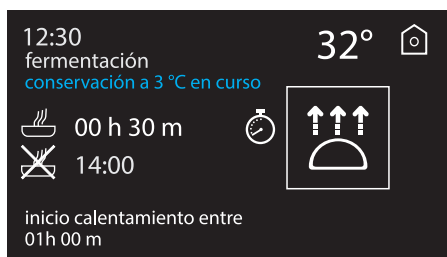 12:30
32°
fermentación
conservación a 3 °C en curso
00 h 30 m
14:00
inicio calentamiento entre
01h 00 m